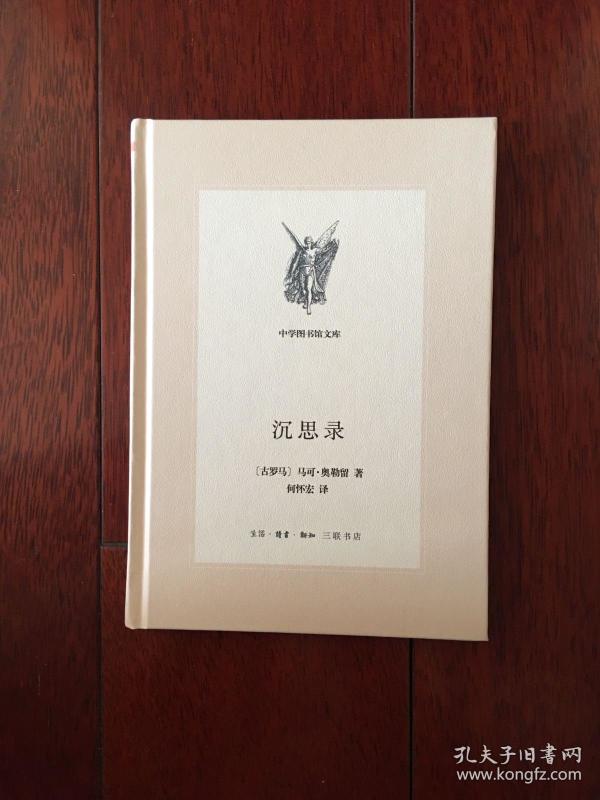 中学图书馆文库
沉思录
〔古罗马〕马可·奥勒留 著
何怀宏 译
生活·讀書·新知 三联书店
孔夫子旧書网
www.kongfz.com